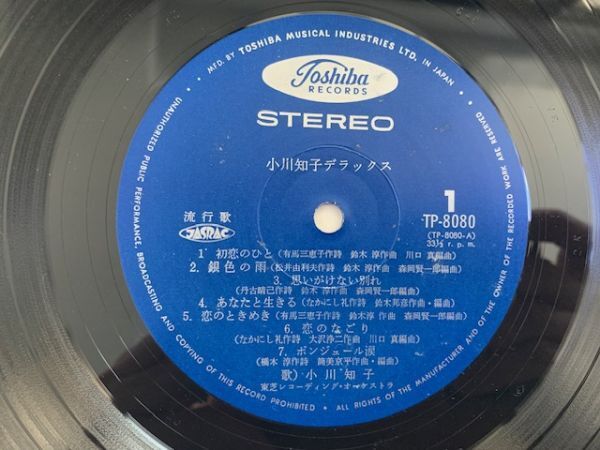 MFD. BY TOSHIBA MUSICAL INDUSTRIES LTD. IN JAPAN.
Toshiba
RECORDS
STEREO
小川知子デラックス
1
TP-8080
(TP-8080-A)
33⅓ r. p. m.
流行歌
JASRAC
1. 初恋のひと (有馬三恵子作詩 鈴木 淳作曲 川口 真編曲)
2. 銀色の雨 (松井由利夫作詩 鈴木 淳作曲 森岡賢一郎編曲)
3. 思いがけない別れ
(丹古晴己作詩 鈴木 淳作曲 森岡賢一郎編曲)
4. あなたと生きる (なかにし礼作詩 鈴木邦彦作曲・編曲)
5. 恋のときめき (有馬三恵子作詩 鈴木淳作曲 森岡賢一郎編曲)
6. 恋のなごり
(なかにし礼作詩 大沢浄二作曲 川口 真編曲)
7. ボンジュール涙
(橋本 淳作詩 筒美京平作曲・編曲)
歌) 小川 知子
東芝レコーディング・オーケストラ
UNAUTHORIZED PUBLIC PERFORMANCE, BROADCASTING AND COPYING OF THIS RECORD PROHIBITED • ALL RIGHTS OF THE MANUFACTURER AND OF THE OWNER OF THE RECORDED WORK ARE RESERVED